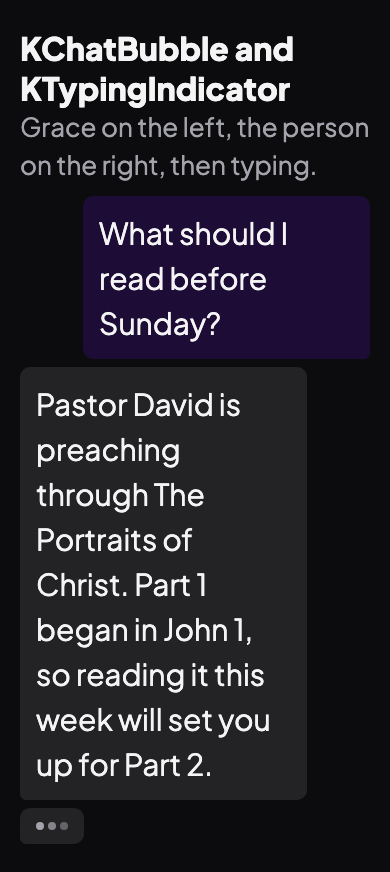 KChatBubble and
KTypingIndicator
Grace on the left, the person
on the right, then typing.
What should I
read before
Sunday?
Pastor David is
preaching
through The
Portraits of
Christ. Part 1
began in John 1,
so reading it this
week will set you
up for Part 2.